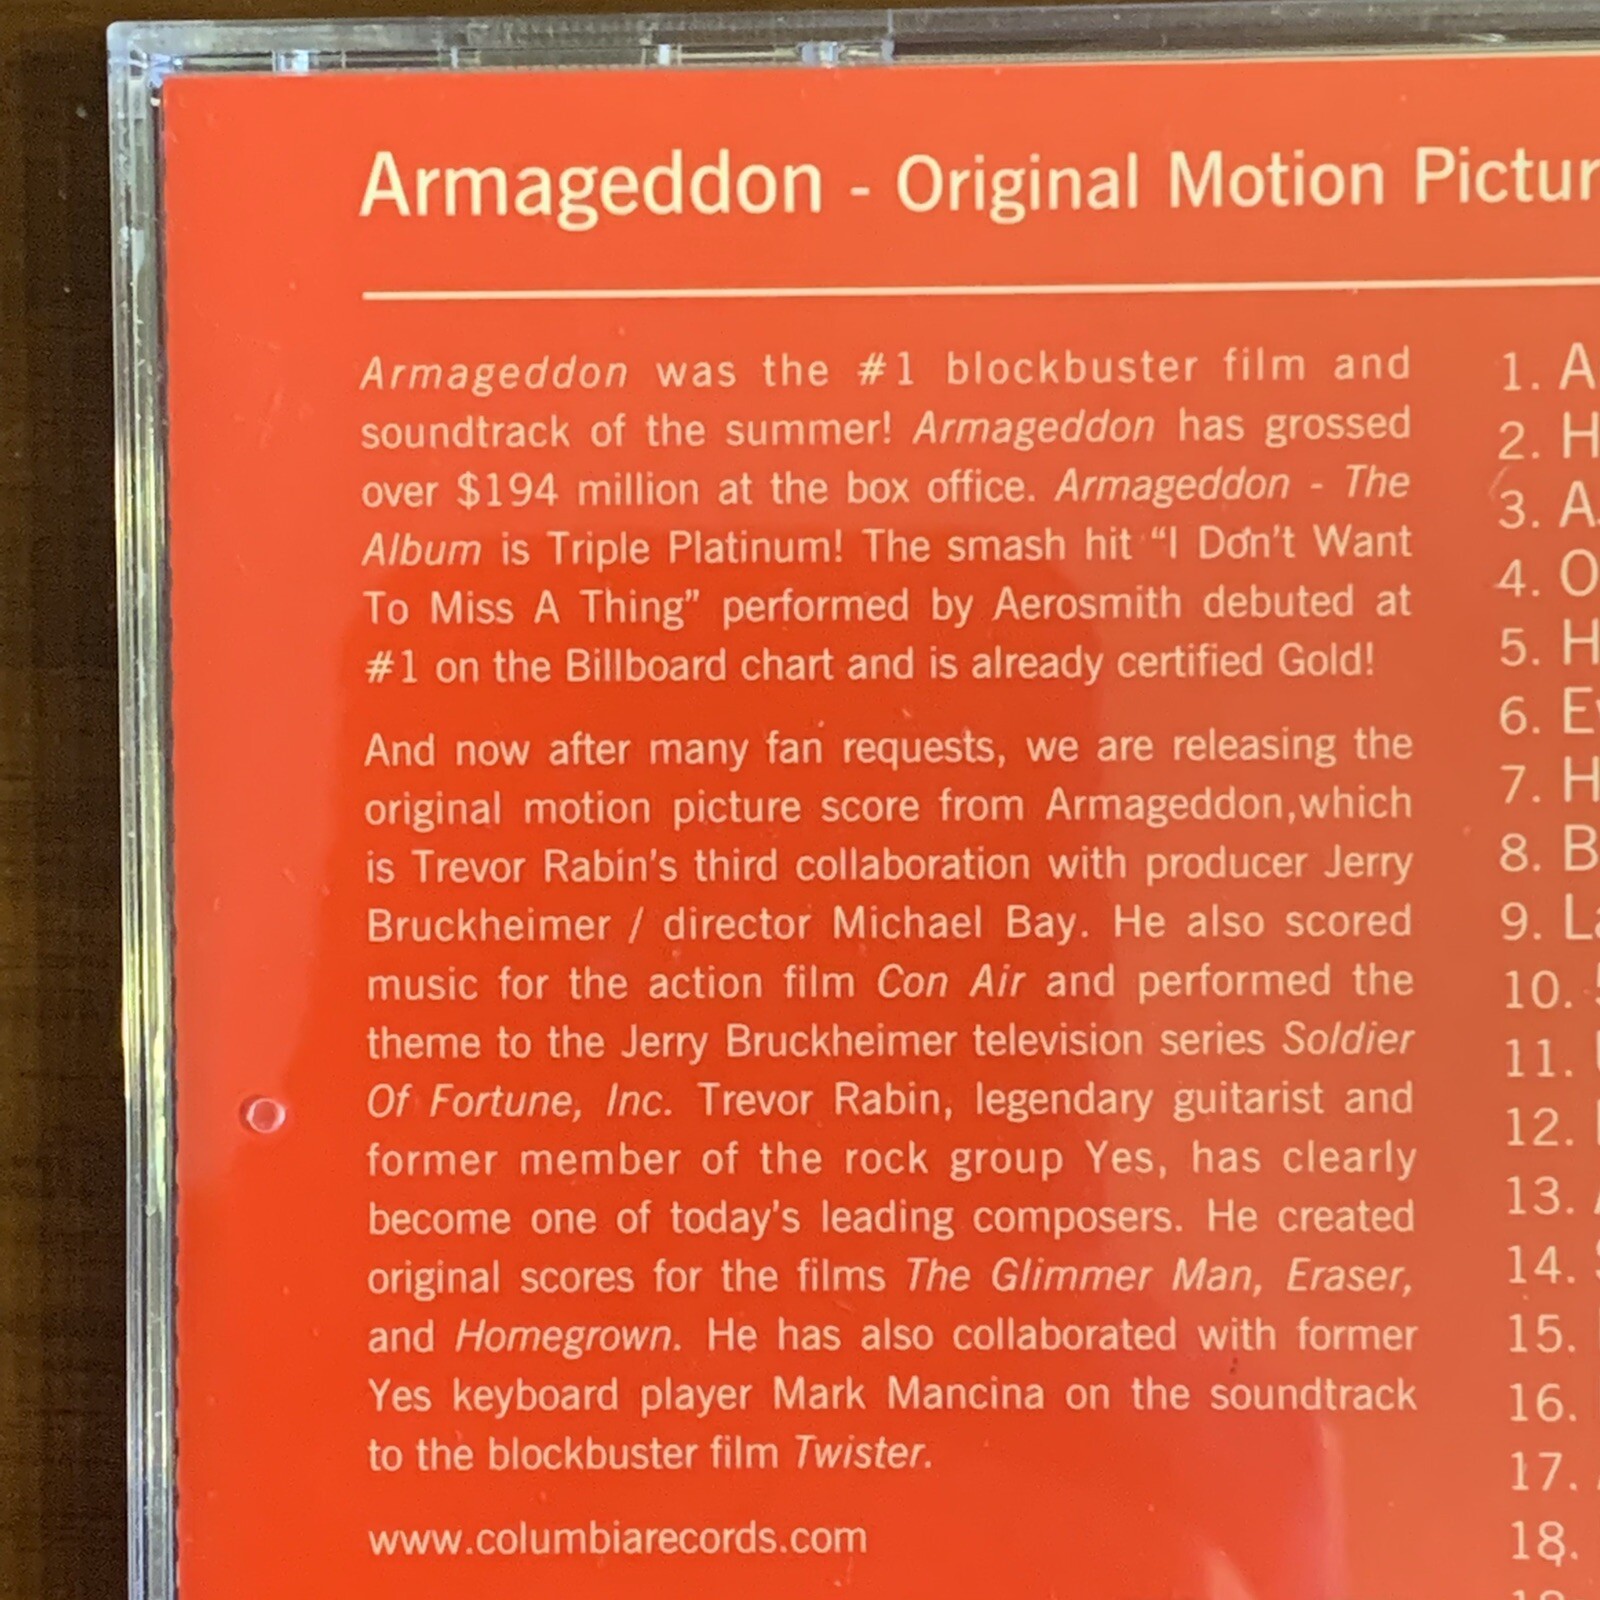 Armageddon - Original Motion Pictur
Armageddon was the #1 blockbuster film and
soundtrack of the summer! Armageddon has grossed
over $194 million at the box office. Armageddon - The
Album is Triple Platinum! The smash hit “I Don't Want
To Miss A Thing” performed by Aerosmith debuted at
#1 on the Billboard chart and is already certified Gold!
And now after many fan requests, we are releasing the
original motion picture score from Armageddon,which
is Trevor Rabin's third collaboration with producer Jerry
Bruckheimer / director Michael Bay. He also scored
music for the action film Con Air and performed the
theme to the Jerry Bruckheimer television series Soldier
Of Fortune, Inc. Trevor Rabin, legendary guitarist and
former member of the rock group Yes, has clearly
become one of today's leading composers. He created
original scores for the films The Glimmer Man, Eraser,
and Homegrown. He has also collaborated with former
Yes keyboard player Mark Mancina on the soundtrack
to the blockbuster film Twister.
www.columbiarecords.com
1. A
2. H
3. A
4. O
5. H
6. Ev
7. H
8. B
9. La
10.
11.
12.
13.
14.
15.
16.
17.
18.